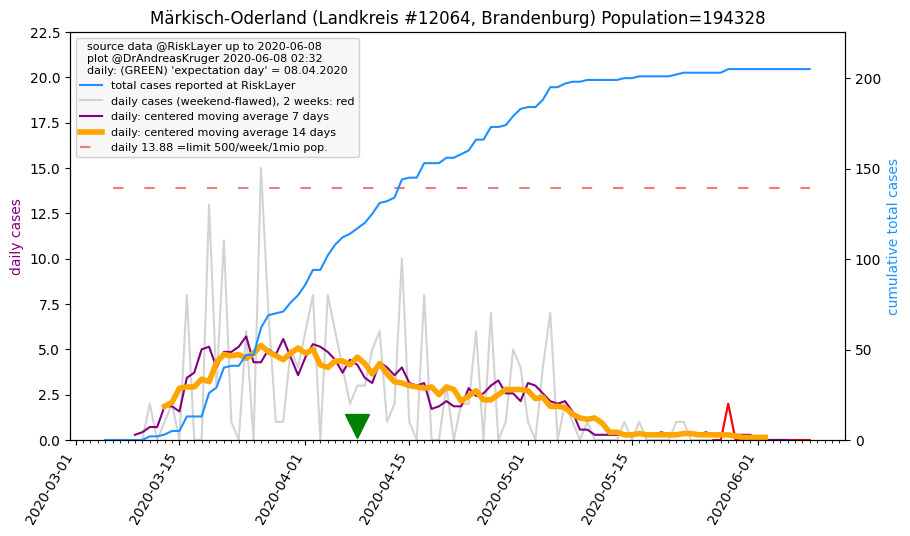 Märkisch-Oderland (Landkreis #12064, Brandenburg) Population=194328
source data @RiskLayer up to 2020-06-08
plot @DrAndreasKruger 2020-06-08 02:32
daily: (GREEN) 'expectation day' = 08.04.2020
total cases reported at RiskLayer
daily cases (weekend-flawed), 2 weeks: red
daily: centered moving average 7 days
daily: centered moving average 14 days
daily 13.88 =limit 500/week/1mio pop.
daily cases
22.5
20.0
17.5
15.0
12.5
10.0
7.5
5.0
2.5
0.0
200
150
100
50
0
cumulative total cases
2020-03-01
2020-03-15
2020-04-01
2020-04-15
2020-05-01
2020-05-15
2020-06-01